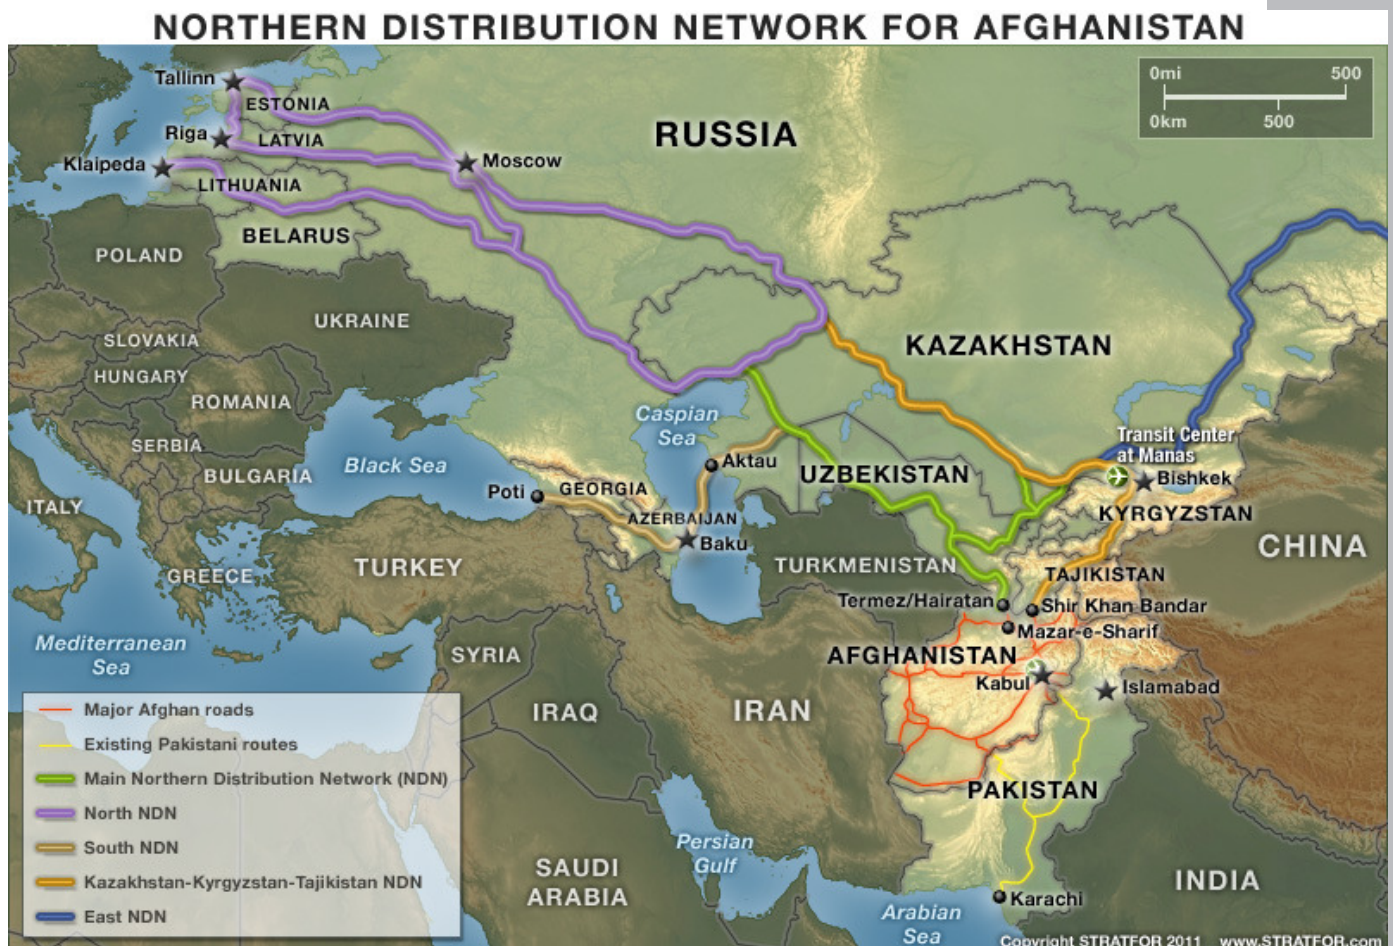 NORTHERN DISTRIBUTION NETWORK FOR AFGHANISTAN
0mi 500
0km 500
Tallinn
ESTONIA
Riga
LATVIA
Klaipeda
LITHUANIA
Moscow
RUSSIA
BELARUS
POLAND
UKRAINE
SLOVAKIA
HUNGARY
ROMANIA
SERBIA
BULGARIA
ITALY
GREECE
Black Sea
Mediterranean
Sea
KAZAKHSTAN
Caspian
Sea
Aktau
UZBEKISTAN
Transit Center
at Manas
Bishkek
KYRGYZSTAN
Poti
GEORGIA
AZERBAIJAN
Baku
TURKEY
TURKMENISTAN
TAJIKISTAN
CHINA
Termez/Hairatan
Shir Khan Bandar
Mazar-e-Sharif
AFGHANISTAN
Kabul
Islamabad
SYRIA
IRAQ
IRAN
PAKISTAN
Persian
Gulf
SAUDI
ARABIA
INDIA
Karachi
Arabian
Sea
Major Afghan roads
Existing Pakistani routes
Main Northern Distribution Network (NDN)
North NDN
South NDN
Kazakhstan-Kyrgyzstan-Tajikistan NDN
East NDN
Copyright STRATFOR 2011 www.STRATFOR.com